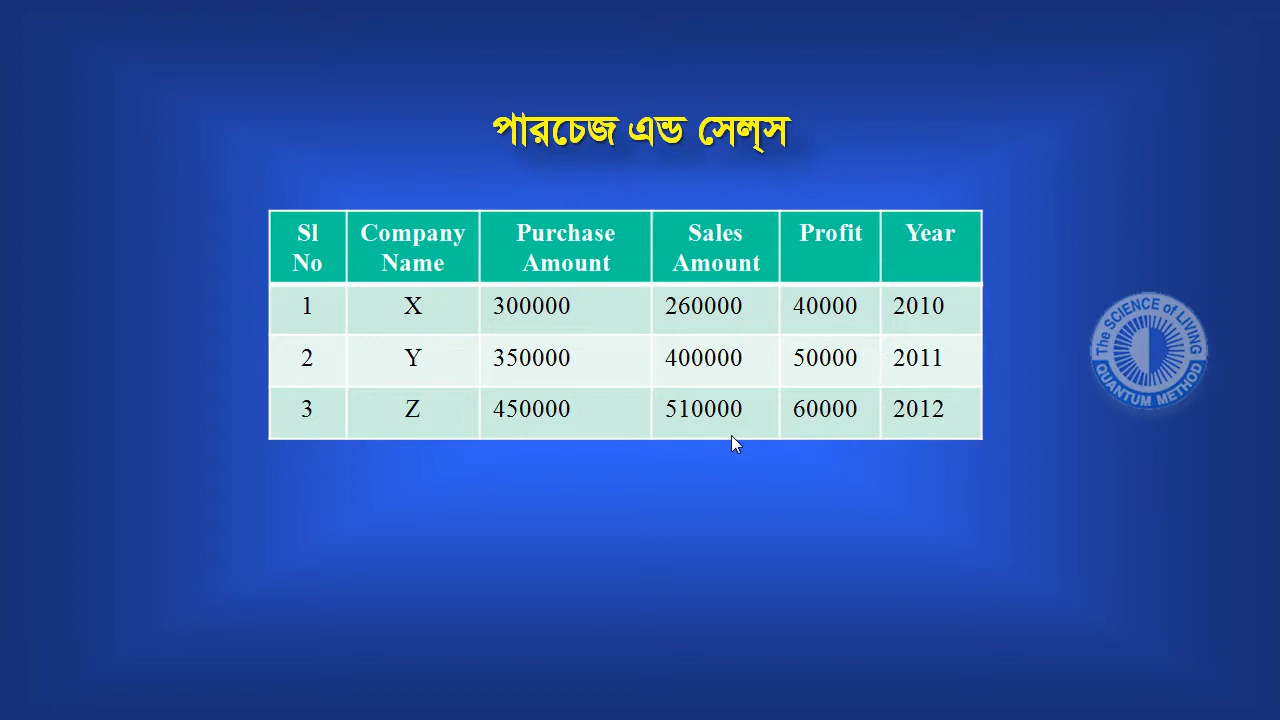 পারচেজ এন্ড সেল্‌স
Sl No Company Name Purchase Amount Sales Amount Profit Year
1 X 300000 260000 40000 2010
2 Y 350000 400000 50000 2011
3 Z 450000 510000 60000 2012
The SCIENCE of LIVING
QUANTUM METHOD